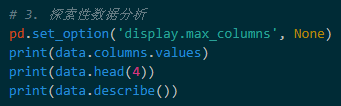 # 3. 探索性数据分析
pd.set_option('display.max_columns', None)
print(data.columns.values)
print(data.head(4))
print(data.describe())